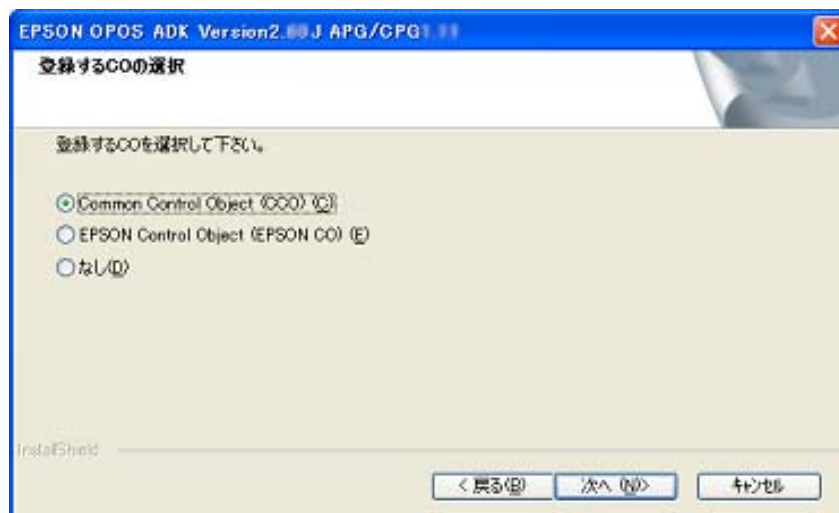 EPSON OPOS ADK Version2. J APG/CPG
登録するCOの選択
登録するCOを選択して下さい。
Common Control Object (CCO) (C)
EPSON Control Object (EPSON CO) (E)
なし(D)
InstallShield
< 戻る(B)
次へ (N)>
キャンセル